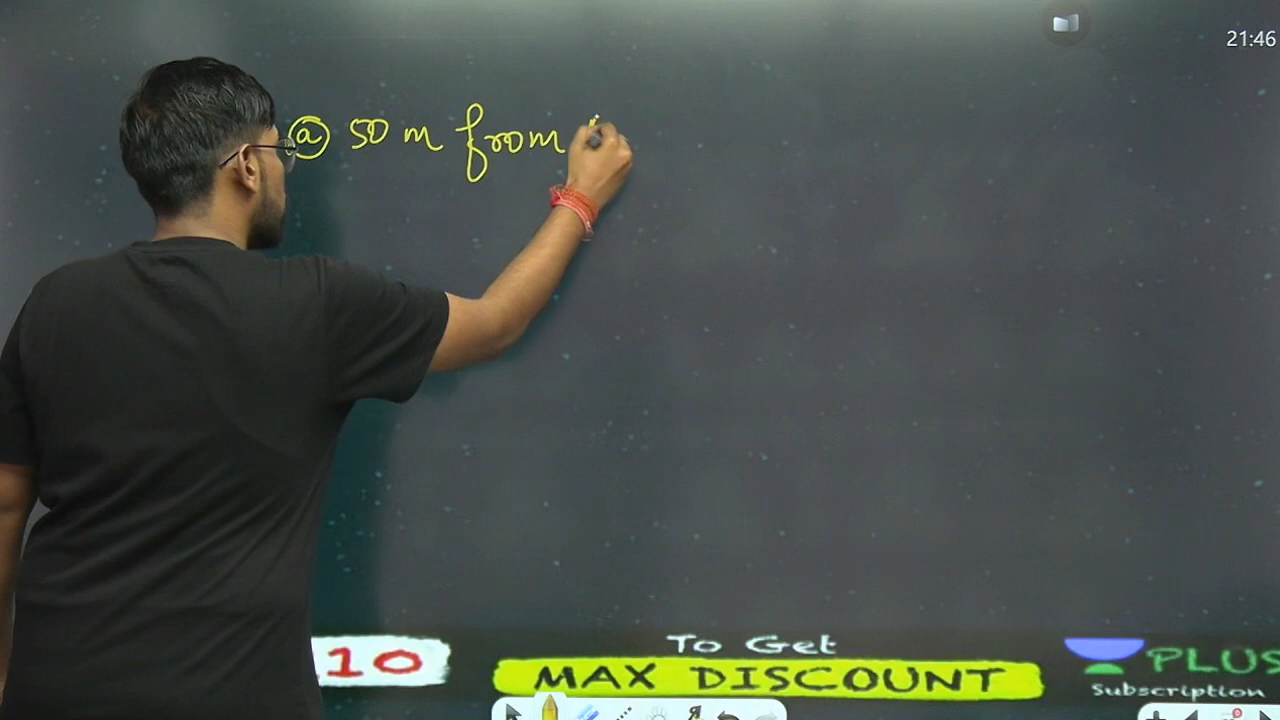 21:46
@ 50 m from
10
To Get
MAX DISCOUNT
PLUS
Subscription